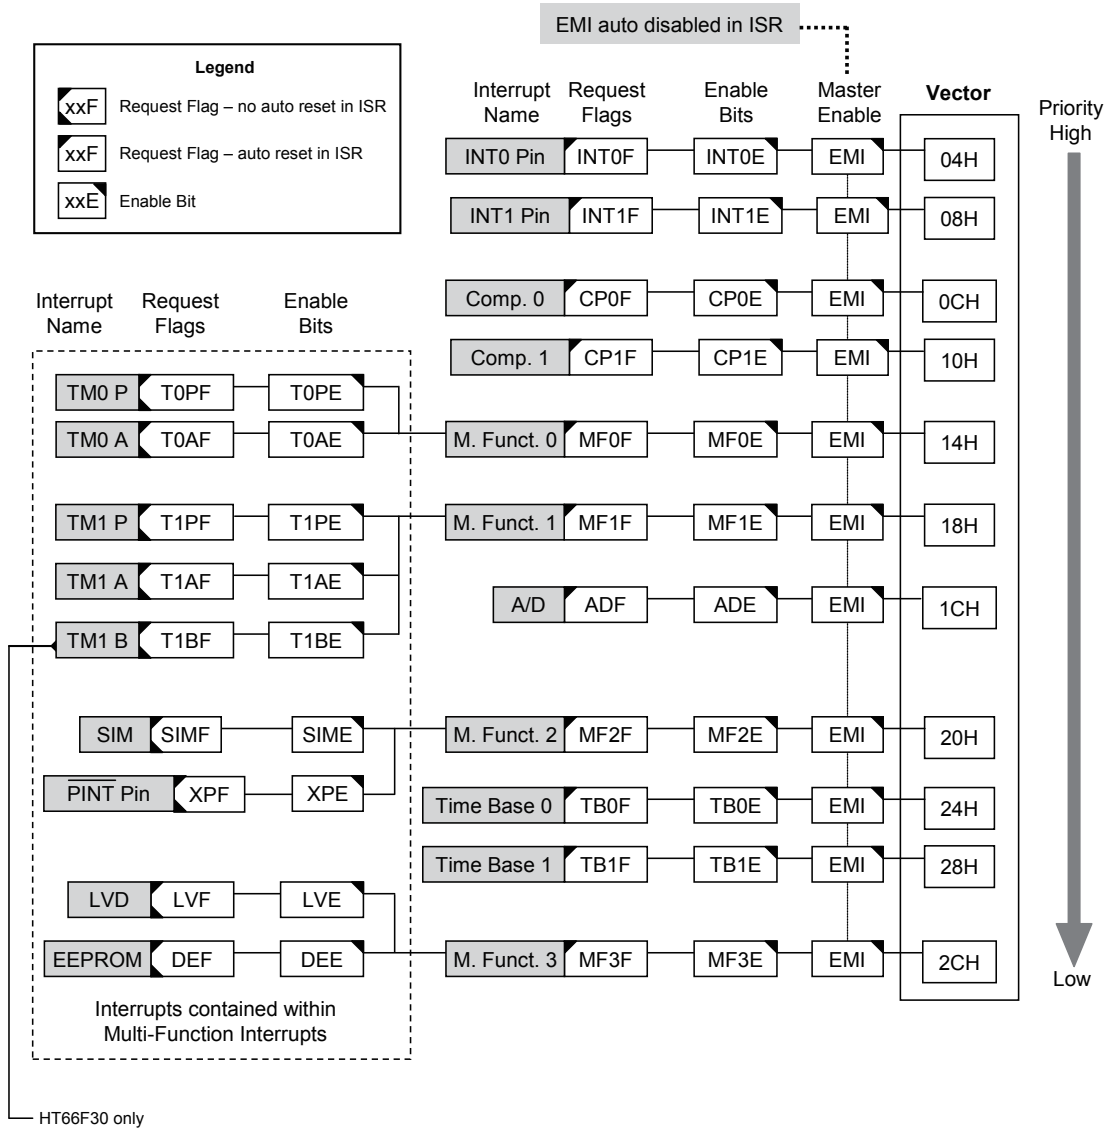 EMI auto disabled in ISR
Legend
xxF Request Flag – no auto reset in ISR
xxF Request Flag – auto reset in ISR
xxE Enable Bit
Interrupt Name Request Flags Enable Bits Master Enable Vector
Priority High
INT0 Pin INT0F INT0E EMI 04H
INT1 Pin INT1F INT1E EMI 08H
Comp. 0 CP0F CP0E EMI 0CH
Comp. 1 CP1F CP1E EMI 10H
Interrupt Name Request Flags Enable Bits
TM0 P T0PF T0PE
TM0 A T0AF T0AE M. Funct. 0 MF0F MF0E EMI 14H
TM1 P T1PF T1PE M. Funct. 1 MF1F MF1E EMI 18H
TM1 A T1AF T1AE A/D ADF ADE EMI 1CH
TM1 B T1BF T1BE
SIM SIMF SIME M. Funct. 2 MF2F MF2E EMI 20H
PINT Pin XPF XPE Time Base 0 TB0F TB0E EMI 24H
Time Base 1 TB1F TB1E EMI 28H
LVD LVF LVE
EEPROM DEF DEE M. Funct. 3 MF3F MF3E EMI 2CH
Low
Interrupts contained within
Multi-Function Interrupts
HT66F30 only